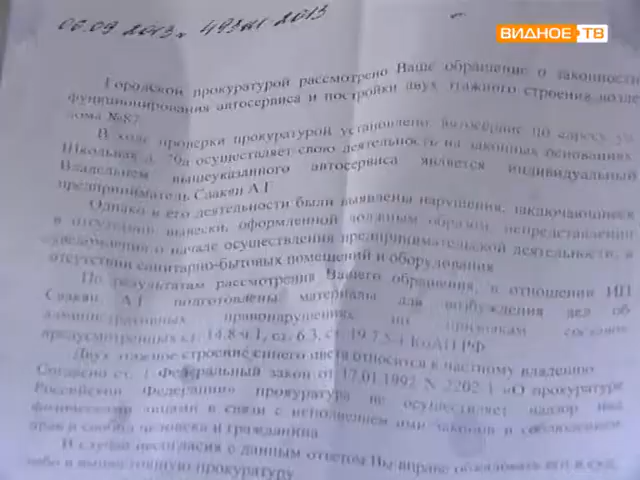 ВИДНОЕ ТВ
06.09 2013г 2013
Городской прокуратурой рассмотрено Ваше обращение о законности
функционирования автосервиса и постройки двух этажного строения возле
дома №87.
В ходе проверки прокуратурой установлено: автосервис по адресу ул.
Школьная д. осуществляет свою деятельность на законных основаниях.
Владельцем вышеуказанного автосервиса является индивидуальный
предприниматель Саакян А.Г.
Однако в его деятельности были выявлены нарушения, заключающиеся
в отсутствии вывески, оформленной должным образом, непредставлении
уведомления о начале осуществления предпринимательской деятельности, в
отсутствии санитарно-бытовых помещений и оборудования.
По результатам рассмотрения Вашего обращения, в отношении ИП
Саакян А.Г. подготовлены материалы для возбуждения дел об
административных правонарушениях по признакам составов
предусмотренных ст. 14.8 ч.1, ст. 6.3, ст. 19.7.5-1 КоАП РФ.
Двух этажное строение синего цвета относится к частному владению.
Согласно ст. 1 Федеральный закон от 17.01.1992 N 2202-1 «О прокуратуре
Российской Федерации» прокуратура не осуществляет надзор над
физическими лицами в связи с исполнением ими законов и соблюдением
прав и свобод человека и гражданина.
В случае несогласия с данным ответом Вы вправе обжаловать его в суд,
либо в вышестоящую прокуратуру.